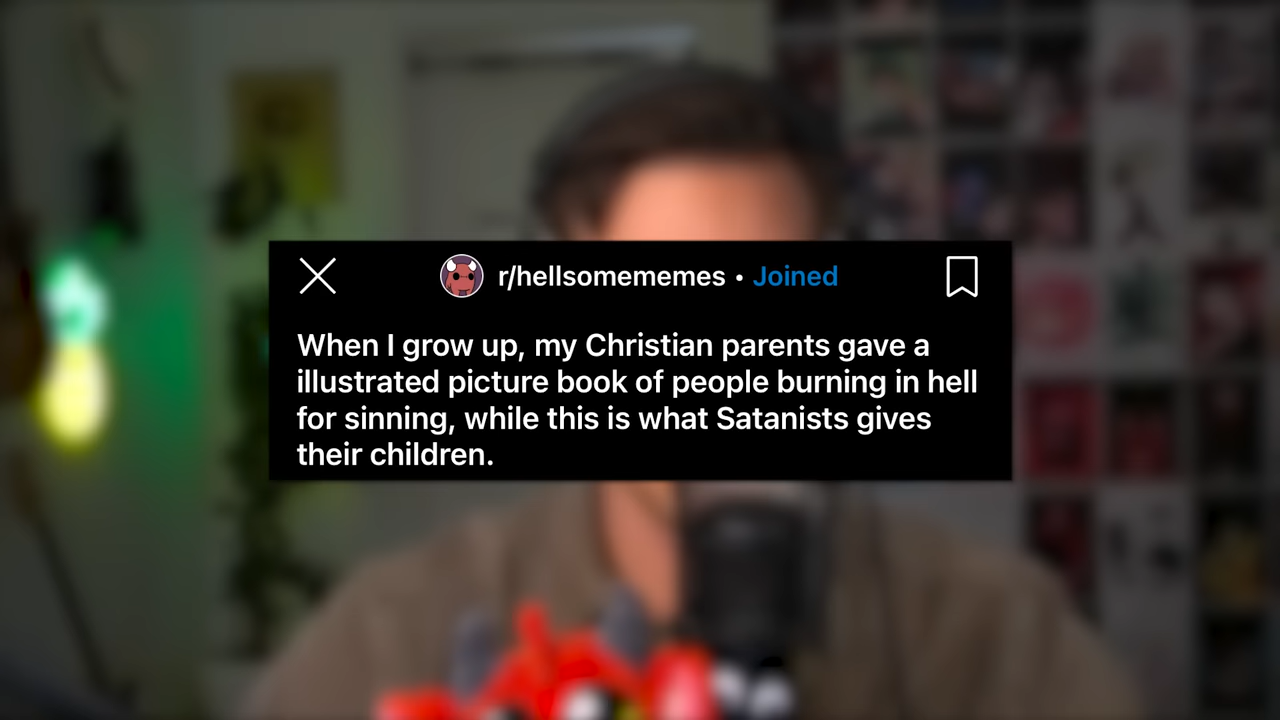 r/hellsomememes • Joined
When I grow up, my Christian parents gave a
illustrated picture book of people burning in hell
for sinning, while this is what Satanists gives
their children.